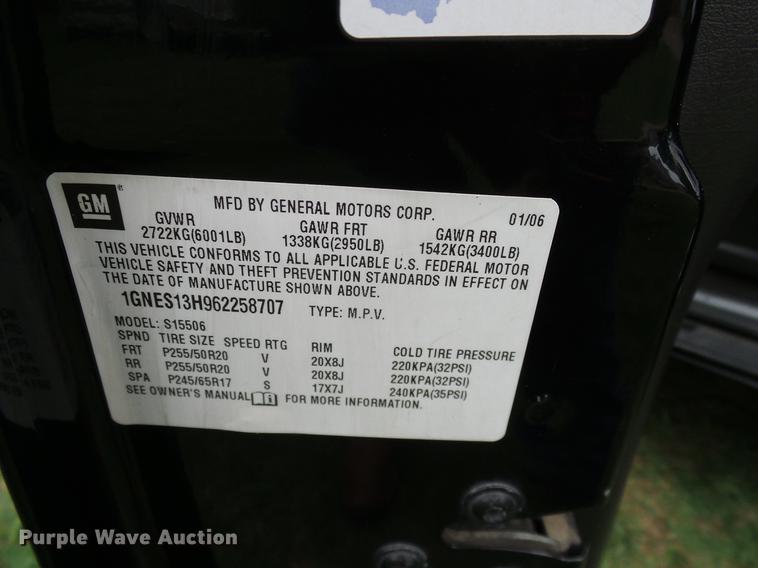 GM
MFD BY GENERAL MOTORS CORP. 01/06
GVWR GAWR FRT GAWR RR
2722KG(6001LB) 1338KG(2950LB) 1542KG(3400LB)
THIS VEHICLE CONFORMS TO ALL APPLICABLE U.S. FEDERAL MOTOR
VEHICLE SAFETY AND THEFT PREVENTION STANDARDS IN EFFECT ON
THE DATE OF MANUFACTURE SHOWN ABOVE.
1GNES13H962258707 TYPE: M.P.V.
MODEL: S15506
SPND TIRE SIZE SPEED RTG RIM COLD TIRE PRESSURE
FRT P255/50R20 V 20X8J 220KPA(32PSI)
RR P255/50R20 V 20X8J 220KPA(32PSI)
SPA P245/65R17 S 17X7J 240KPA(35PSI)
SEE OWNER'S MANUAL FOR MORE INFORMATION.
Purple Wave Auction